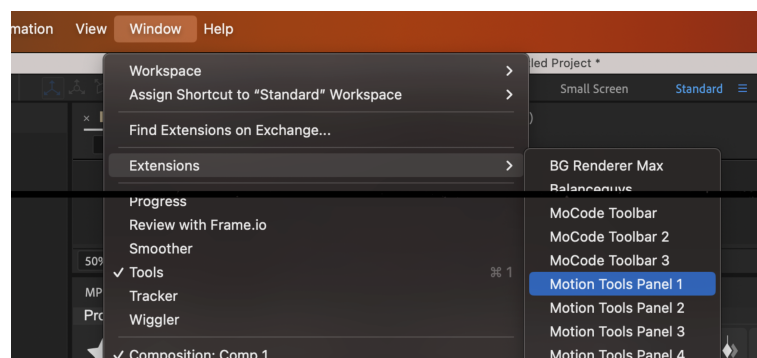 mation View Window Help
led Project *
Workspace
Assign Shortcut to “Standard” Workspace
Small Screen Standard
Find Extensions on Exchange...
Extensions
BG Renderer Max
Balanceguys
Progress
Review with Frame.io
Smoother
✓ Tools ⌘ 1
Tracker
Wiggler
✓ Composition: Comp 1
MoCode Toolbar
MoCode Toolbar 2
MoCode Toolbar 3
Motion Tools Panel 1
Motion Tools Panel 2
Motion Tools Panel 3
Motion Tools Panel 4
50%
MP
Pro